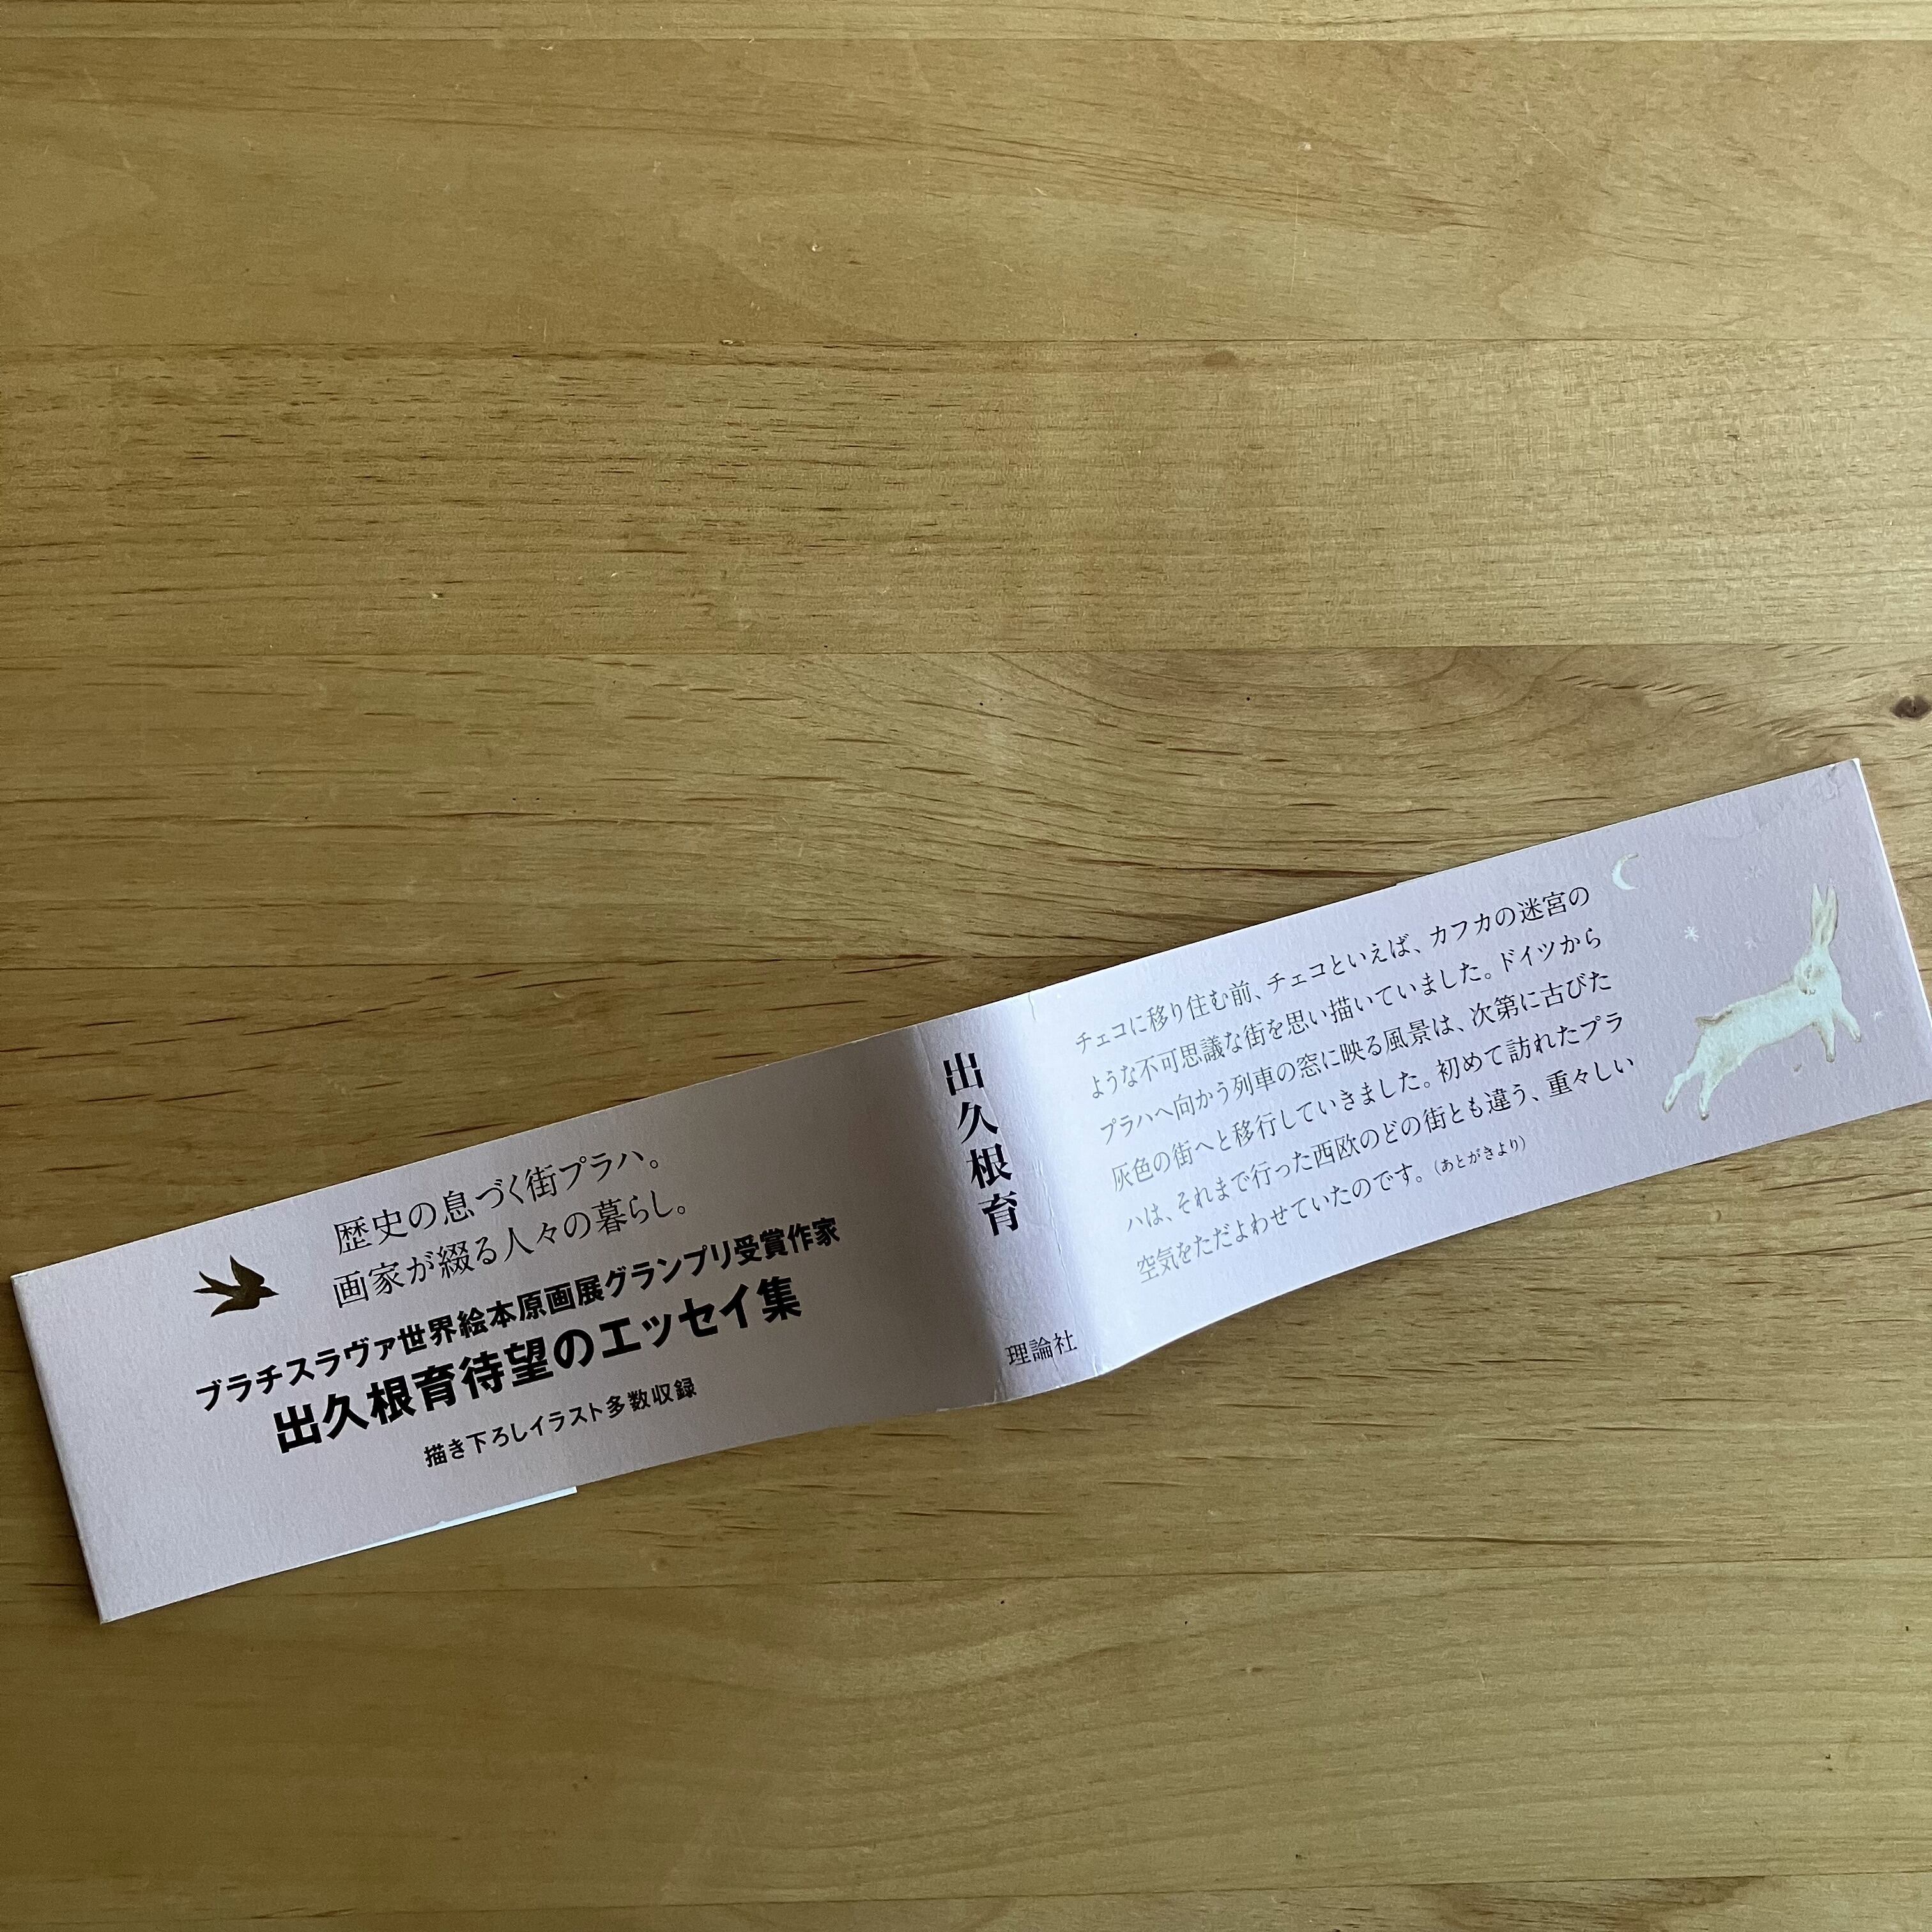 歴史の息づく街プラハ。
画家が綴る人々の暮らし。
ブラチスラヴァ世界絵本原画展グランプリ受賞作家
出久根育待望のエッセイ集
描き下ろしイラスト多数収録
出久根育
理論社
チェコに移り住む前、チェコといえば、カフカの迷宮の
ような不可思議な街を思い描いていました。ドイツから
プラハへ向かう列車の窓に映る風景は、次第に古びた
灰色の街へと移行していきました。初めて訪れたプラ
ハは、それまで行った西欧のどの街とも違う、重々しい
空気をただよわせていたのです。(あとがきより)